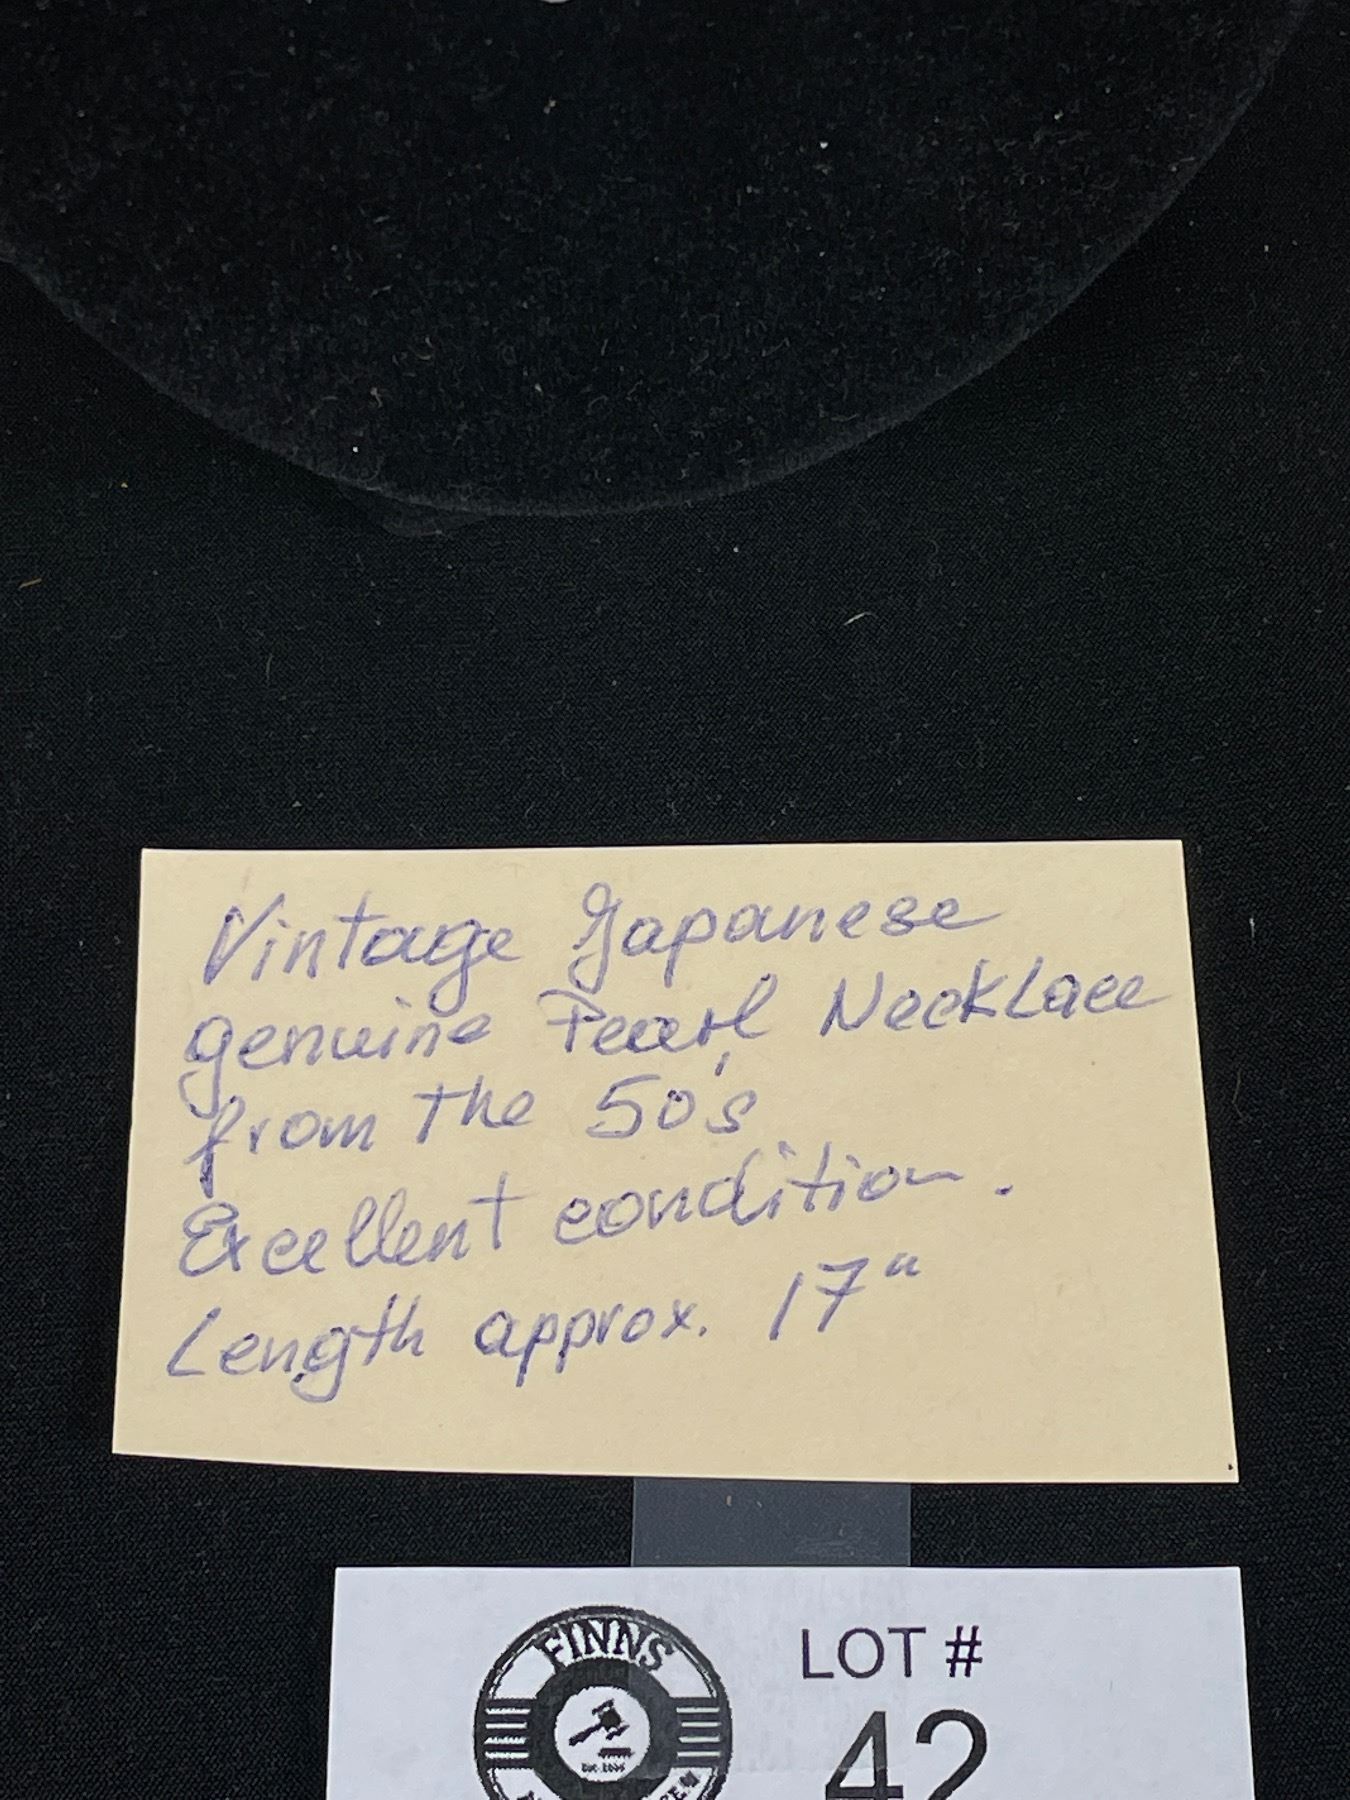 Vintage Japanese
genuine Pearl Necklace
from the 50's
Excellent condition.
Length approx. 17"
FINNS
LOT #
42